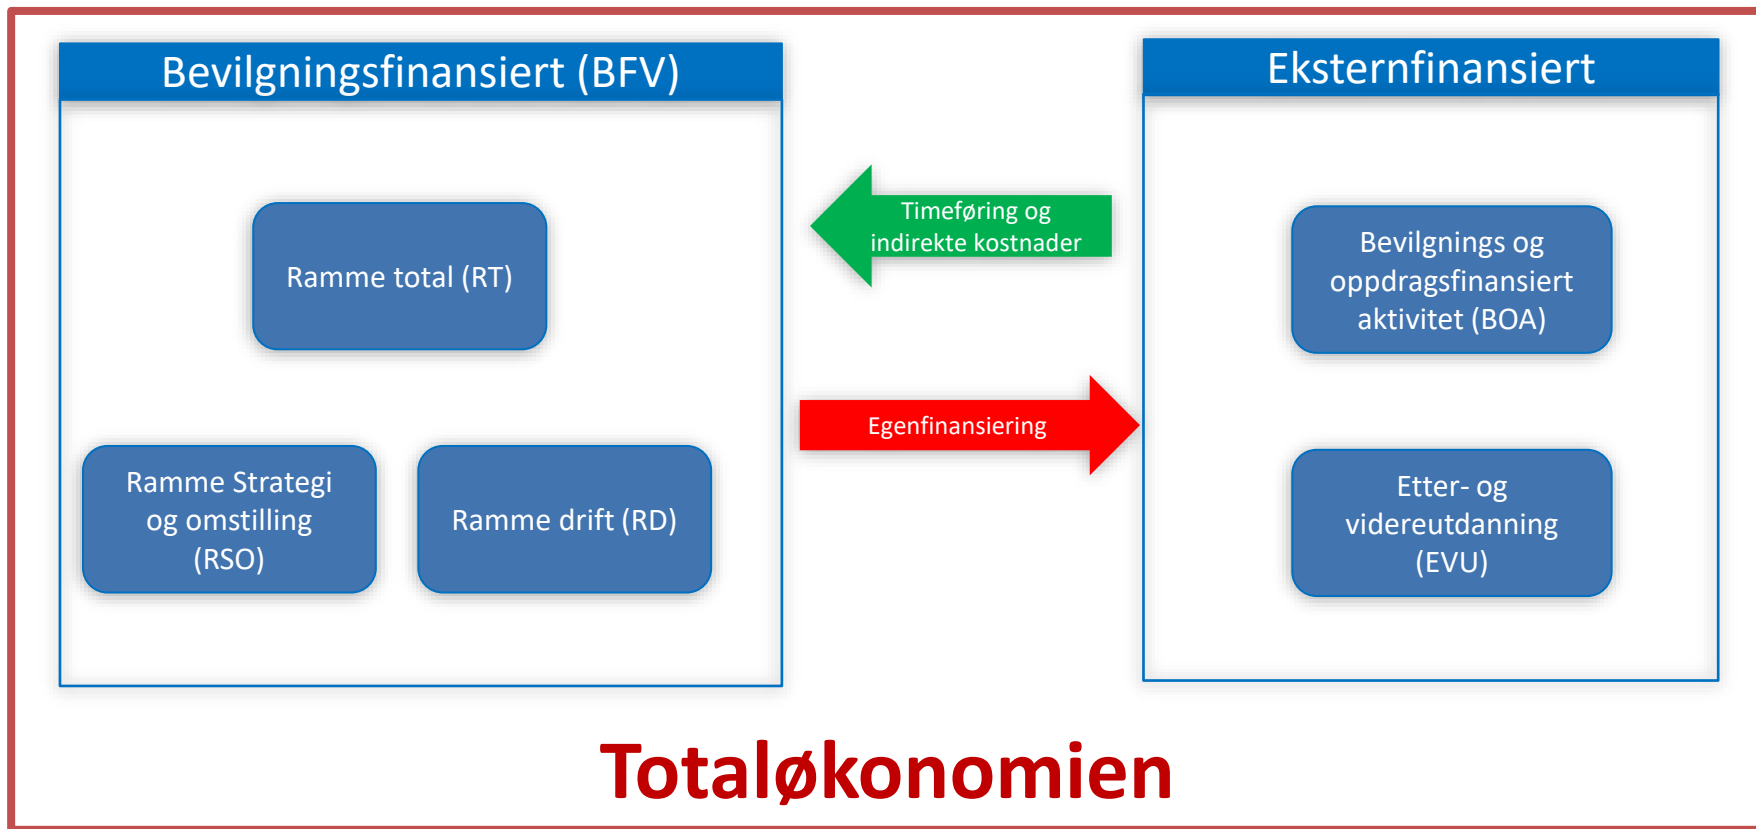 Bevilgningsfinansiert (BFV)
Ramme total (RT)
Ramme Strategi
og omstilling
(RSO)
Ramme drift (RD)
Timeføring og
indirekte kostnader
Egenfinansiering
Eksternfinansiert
Bevilgnings og
oppdragsfinansiert
aktivitet (BOA)
Etter- og
videreutdanning
(EVU)
Totaløkonomien